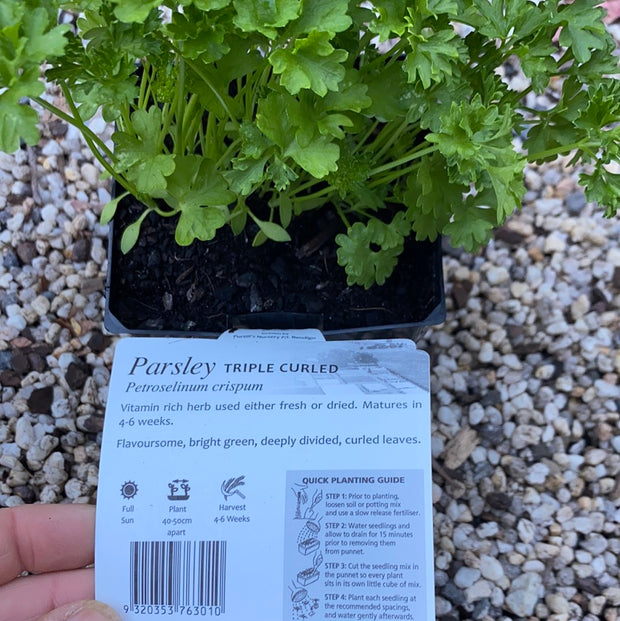 Parsley TRIPLE CURLED
Petroselinum crispum
Vitamin rich herb used either fresh or dried. Matures in
4-6 weeks.
Flavoursome, bright green, deeply divided, curled leaves.
Full
Sun
Plant
40-50cm
apart
Harvest
4-6 Weeks
9 320353 763010
QUICK PLANTING GUIDE
STEP 1: Prior to planting,
loosen soil or potting mix
and use a slow release fertiliser.
STEP 2: Water seedlings and
allow to drain for 15 minutes
prior to removing them
from punnet.
STEP 3: Cut the seedling mix in
the punnet so every plant
sits in its own little cube of mix.
STEP 4: Plant each seedling at
the recommended spacings,
and water gently afterwards.